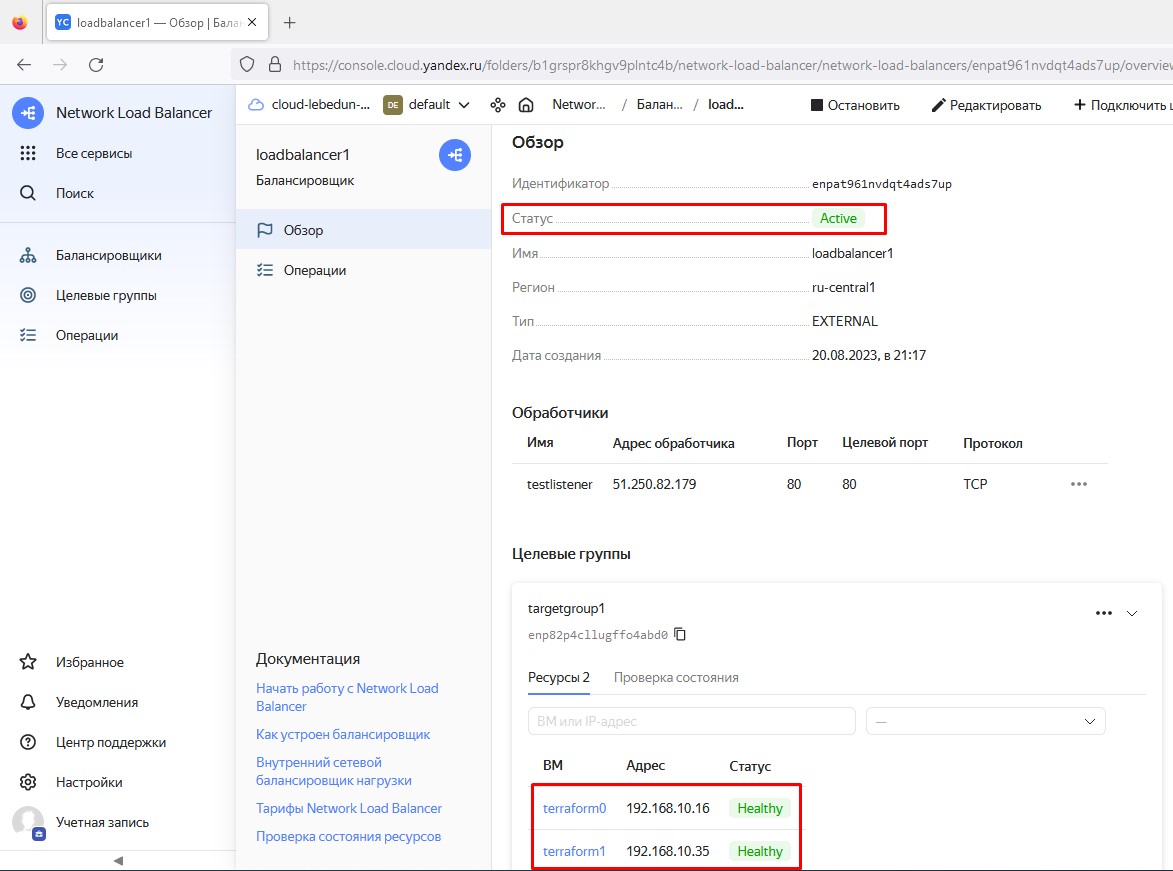 YC loadbalancer1 — Обзор | Бала
https://console.cloud.yandex.ru/folders/b1grspr8khgv9plntc4b/network-load-balancer/network-load-balancers/enpat961nvdqt4ads7up/overview
Network Load Balancer
Все сервисы
Поиск
Балансировщики
Целевые группы
Операции
Избранное
Уведомления
Центр поддержки
Настройки
Учетная запись
cloud-lebedun-... DE default Networ... / Балан... / load... Остановить Редактировать + Подключить
loadbalancer1
Балансировщик
Обзор
Операции
Документация
Начать работу с Network Load
Balancer
Как устроен балансировщик
Внутренний сетевой
балансировщик нагрузки
Тарифы Network Load Balancer
Проверка состояния ресурсов
Обзор
Идентификатор enpat961nvdqt4ads7up
Статус Active
Имя loadbalancer1
Регион ru-central1
Тип EXTERNAL
Дата создания 20.08.2023, в 21:17
Обработчики
Имя Адрес обработчика Порт Целевой порт Протокол
testlistener 51.250.82.179 80 80 TCP
Целевые группы
targetgroup1
enp82p4cllugffo4abd0
Ресурсы 2 Проверка состояния
ВМ или IP-адрес —
ВМ Адрес Статус
terraform0 192.168.10.16 Healthy
terraform1 192.168.10.35 Healthy